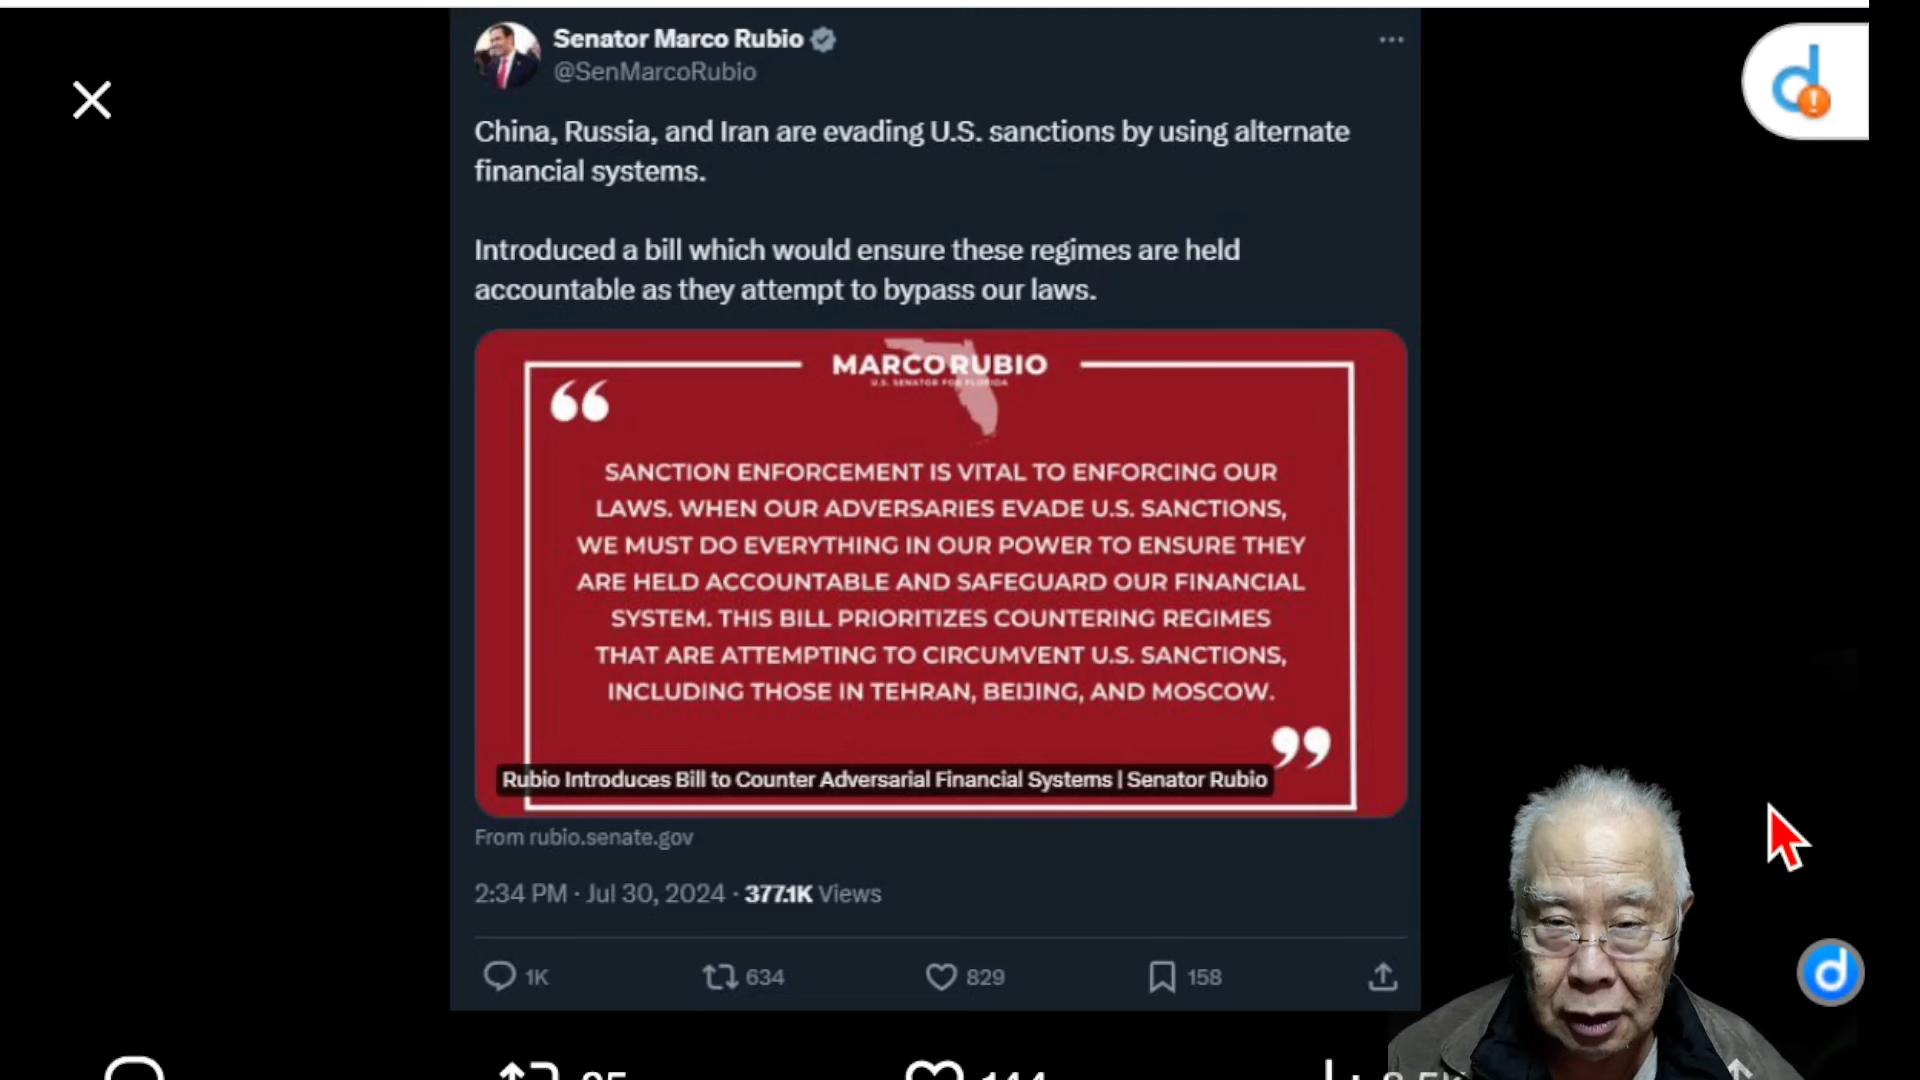 Senator Marco Rubio
@SenMarcoRubio
China, Russia, and Iran are evading U.S. sanctions by using alternate
financial systems.
Introduced a bill which would ensure these regimes are held
accountable as they attempt to bypass our laws.
MARCO RUBIO
U.S. SENATOR FOR FLORIDA
“
SANCTION ENFORCEMENT IS VITAL TO ENFORCING OUR
LAWS. WHEN OUR ADVERSARIES EVADE U.S. SANCTIONS,
WE MUST DO EVERYTHING IN OUR POWER TO ENSURE THEY
ARE HELD ACCOUNTABLE AND SAFEGUARD OUR FINANCIAL
SYSTEM. THIS BILL PRIORITIZES COUNTERING REGIMES
THAT ARE ATTEMPTING TO CIRCUMVENT U.S. SANCTIONS,
INCLUDING THOSE IN TEHRAN, BEIJING, AND MOSCOW.
”
Rubio Introduces Bill to Counter Adversarial Financial Systems | Senator Rubio
From rubio.senate.gov
2:34 PM · Jul 30, 2024 · 377.1K Views
1K 634 829 158